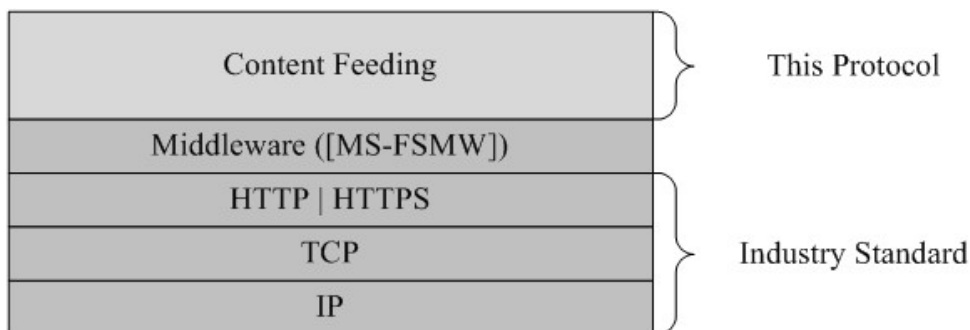 Content Feeding
This Protocol
Middleware ([MS-FSMW])
HTTP | HTTPS
TCP
Industry Standard
IP